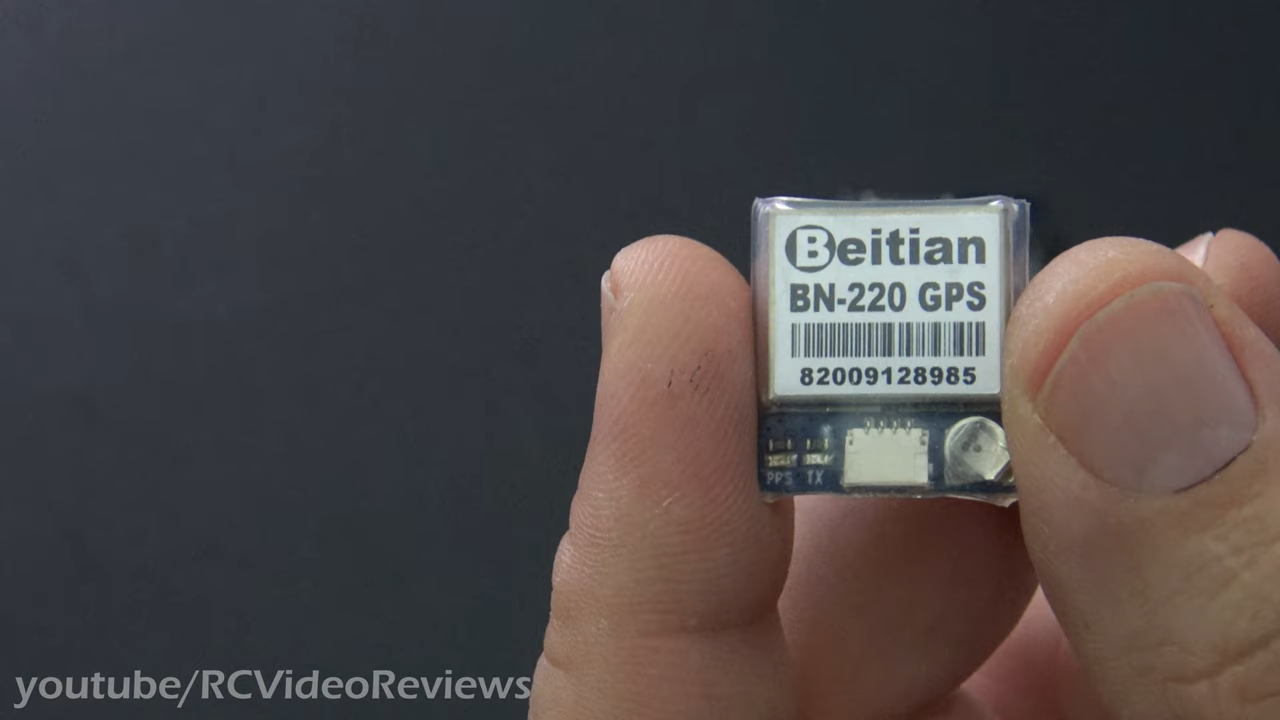 Beitian
BN-220 GPS
82009128985
PPS TX
youtube/RCVideoReviews